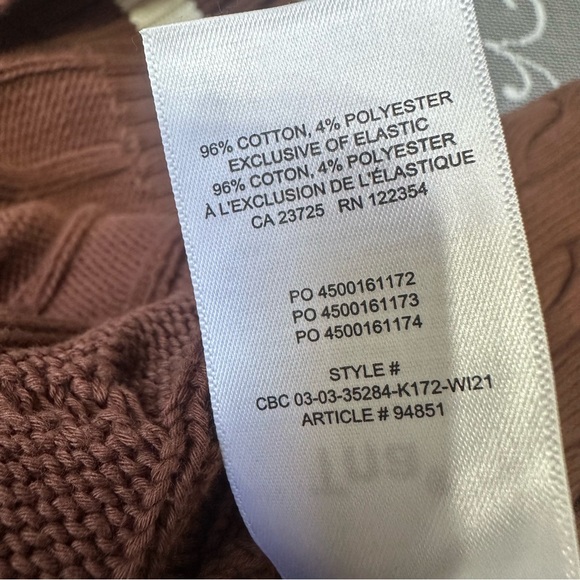 96% COTTON, 4% POLYESTER
EXCLUSIVE OF ELASTIC
96% COTON, 4% POLYESTER
À L'EXCLUSION DE L'ÉLASTIQUE
CA 23725 RN 122354
PO 4500161172
PO 4500161173
PO 4500161174
STYLE #
CBC 03-03-35284-K172-WI21
ARTICLE # 94851